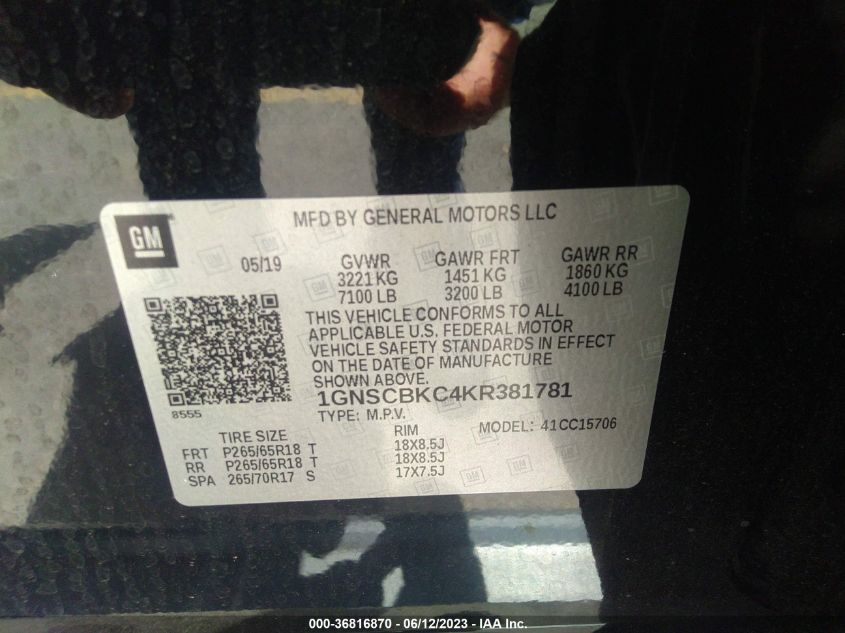 GM
MFD BY GENERAL MOTORS LLC
05/19
GVWR GAWR FRT GAWR RR
3221 KG 1451 KG 1860 KG
7100 LB 3200 LB 4100 LB
THIS VEHICLE CONFORMS TO ALL
APPLICABLE U.S. FEDERAL MOTOR
VEHICLE SAFETY STANDARDS IN EFFECT
ON THE DATE OF MANUFACTURE
SHOWN ABOVE.
1GNSCBKC4KR381781
8555
TYPE: M.P.V. MODEL: 41CC15706
TIRE SIZE RIM
FRT P265/65R18 T 18X8.5J
RR P265/65R18 T 18X8.5J
SPA 265/70R17 S 17X7.5J
000-36816870 - 06/12/2023 - IAA Inc.